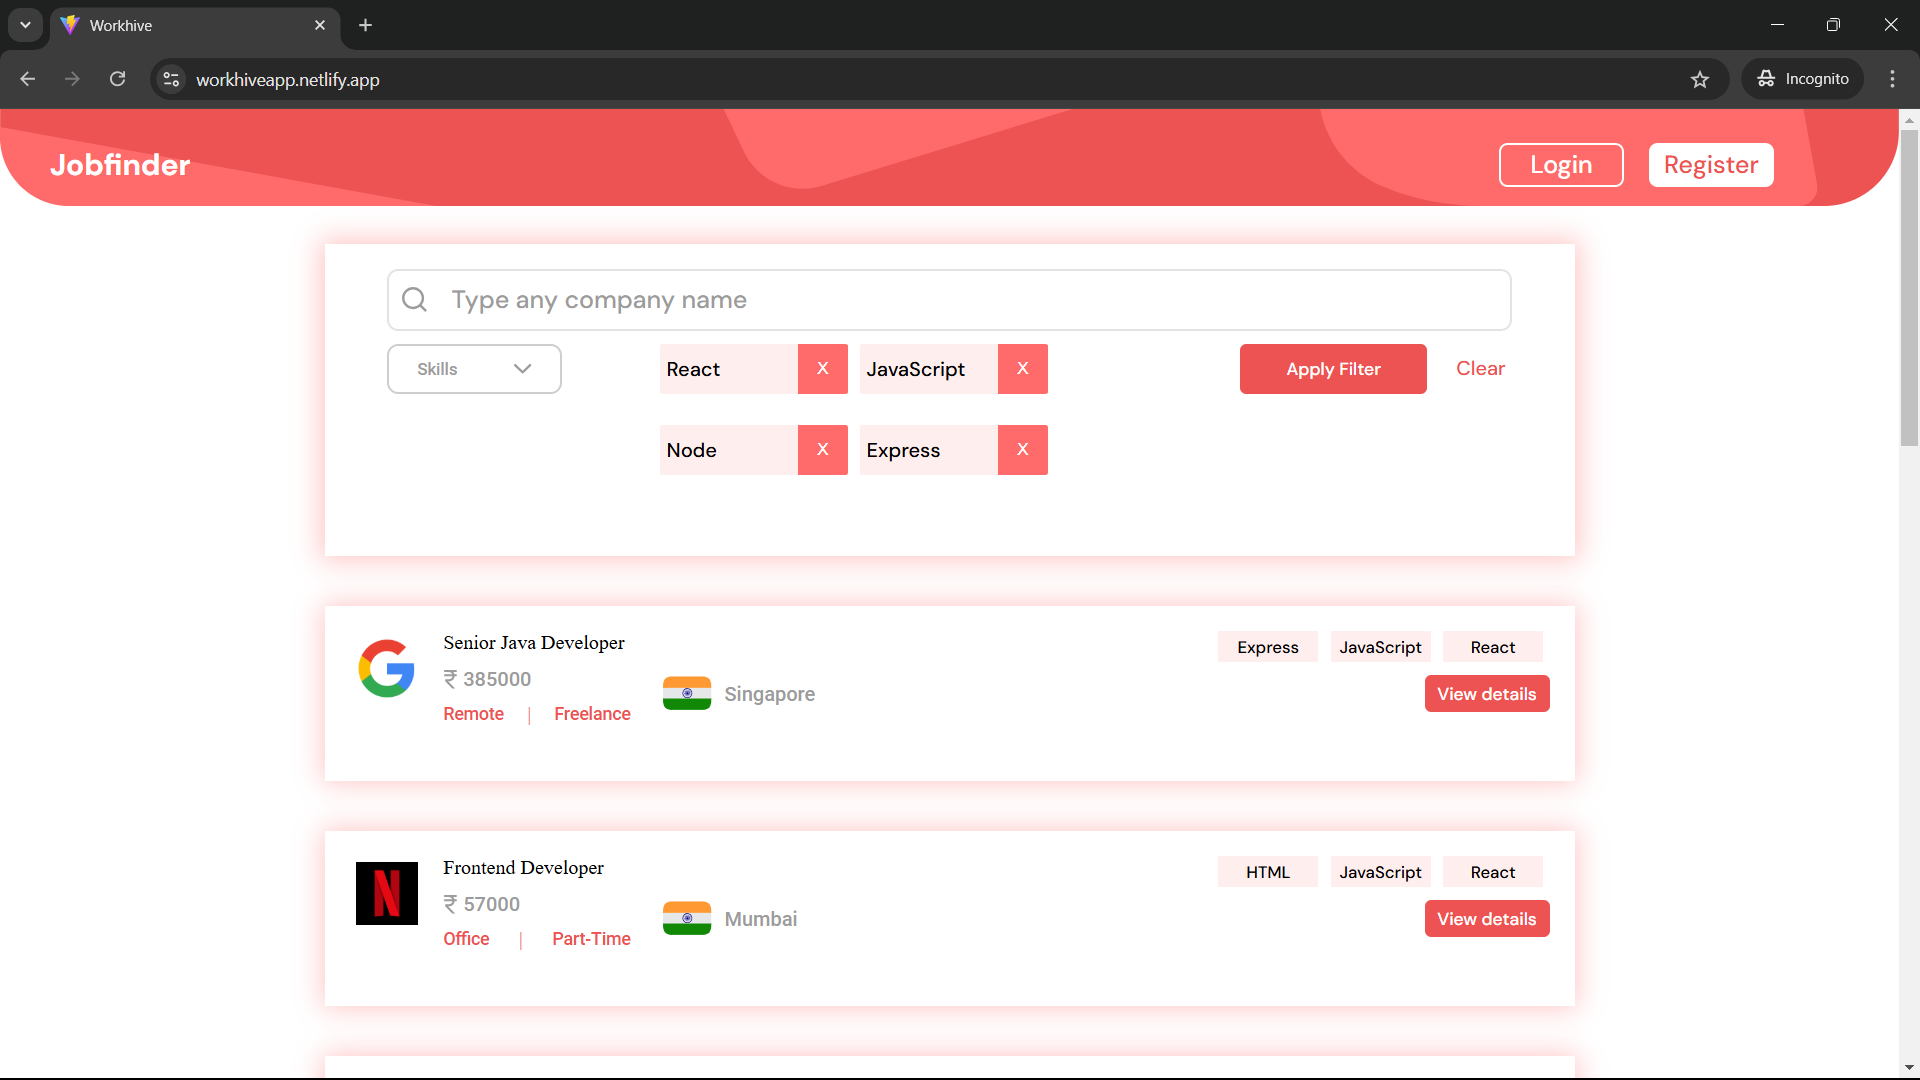 Workhive
workhiveapp.netlify.app
Incognito
Jobfinder
Login
Register
Type any company name
Skills
React X JavaScript X
Apply Filter
Clear
Node X Express X
Senior Java Developer
₹ 385000
Remote | Freelance
Singapore
Express JavaScript React
View details
N
Frontend Developer
₹ 57000
Office | Part-Time
Mumbai
HTML JavaScript React
View details